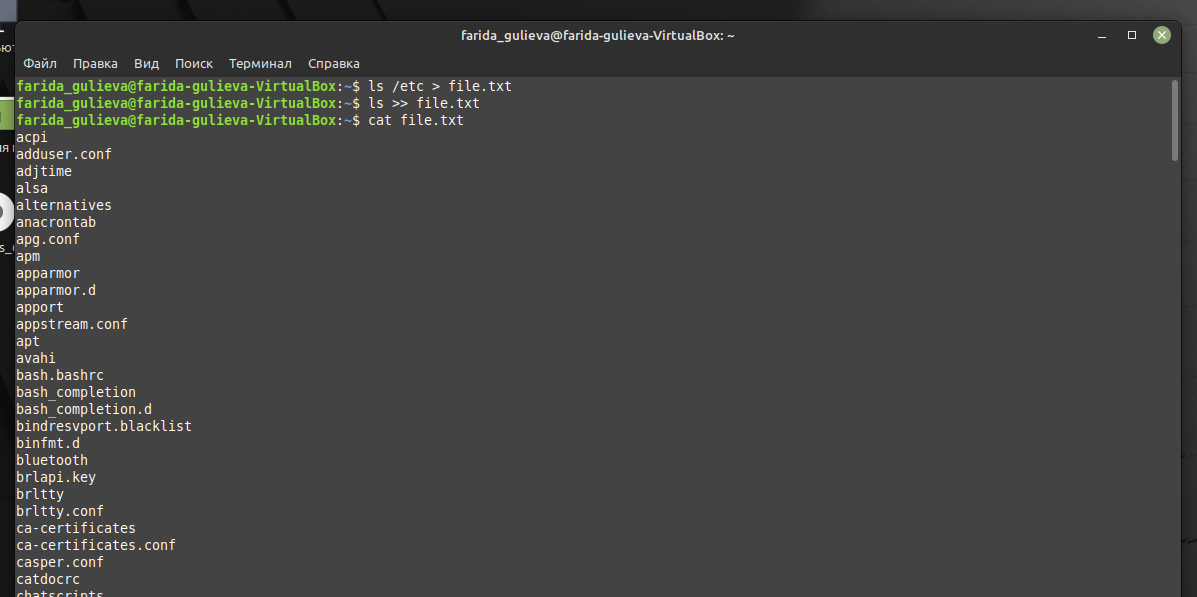 farida_gulieva@farida-gulieva-VirtualBox: ~
Файл Правка Вид Поиск Терминал Справка
farida_gulieva@farida-gulieva-VirtualBox:~$ ls /etc > file.txt
farida_gulieva@farida-gulieva-VirtualBox:~$ ls >> file.txt
farida_gulieva@farida-gulieva-VirtualBox:~$ cat file.txt
acpi
adduser.conf
adjtime
alsa
alternatives
anacrontab
apg.conf
apm
apparmor
apparmor.d
apport
appstream.conf
apt
avahi
bash.bashrc
bash_completion
bash_completion.d
bindresvport.blacklist
binfmt.d
bluetooth
brlapi.key
brltty
brltty.conf
ca-certificates
ca-certificates.conf
casper.conf
catdocrc
chatscripts